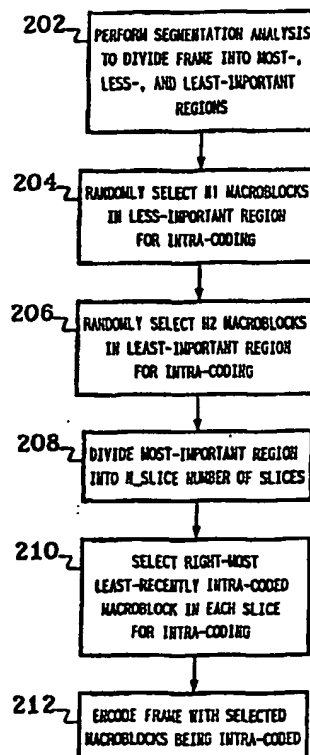 202
PERFORM SEGMENTATION ANALYSIS
TO DIVIDE FRAME INTO MOST-,
LESS-, AND LEAST-IMPORTANT
REGIONS
204
RANDOMLY SELECT N1 MACROBLOCKS
IN LESS-IMPORTANT REGION
FOR INTRA-CODING
206
RANDOMLY SELECT N2 MACROBLOCKS
IN LEAST-IMPORTANT REGION
FOR INTRA-CODING
208
DIVIDE MOST-IMPORTANT REGION
INTO N_SLICE NUMBER OF SLICES
210
SELECT RIGHT-MOST
LEAST-RECENTLY INTRA-CODED
MACROBLOCK IN EACH SLICE
FOR INTRA-CODING
212
ENCODE FRAME WITH SELECTED
MACROBLOCKS BEING INTRA-CODED